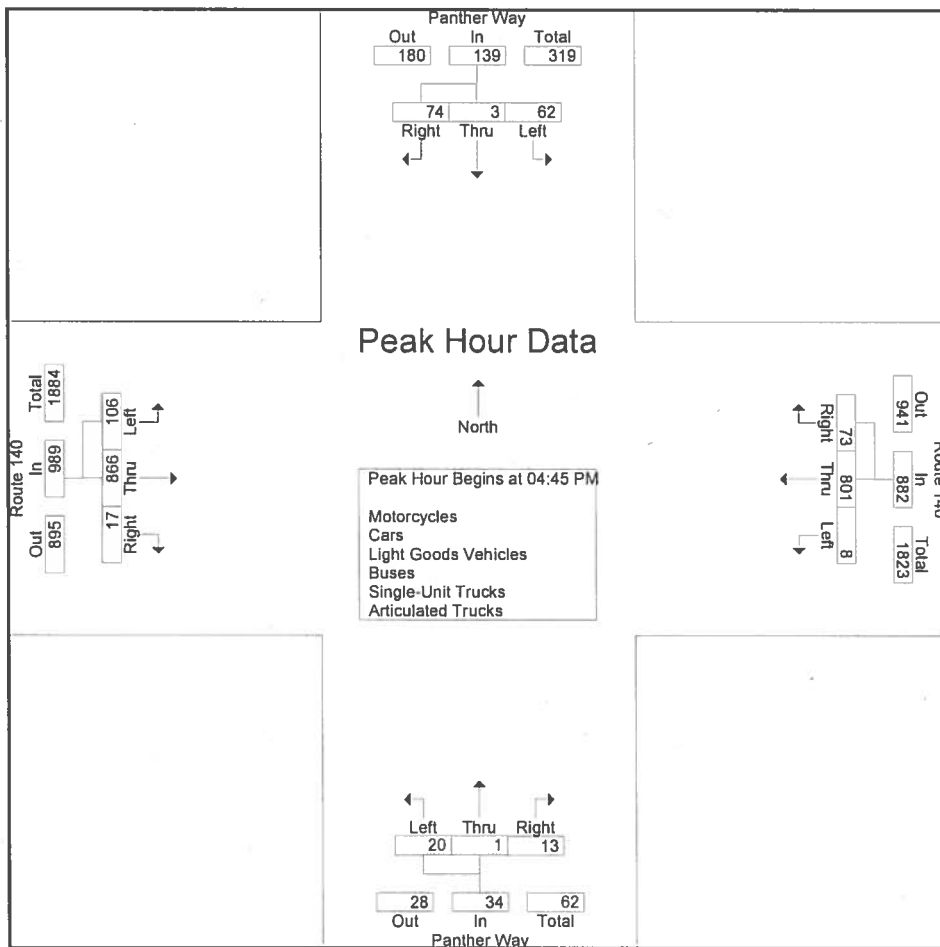 Panther Way
Out In Total
180 139 319
74 3 62
Right Thru Left
Peak Hour Data
North
Peak Hour Begins at 04:45 PM
Motorcycles
Cars
Light Goods Vehicles
Buses
Single-Unit Trucks
Articulated Trucks
Route 140
Out In Total
895 989 1884
17 866 106
Right Thru Left
Route 140
Out In Total
941 882 1823
73 801 8
Right Thru Left
Left Thru Right
20 1 13
28 34 62
Out In Total
Panther Way